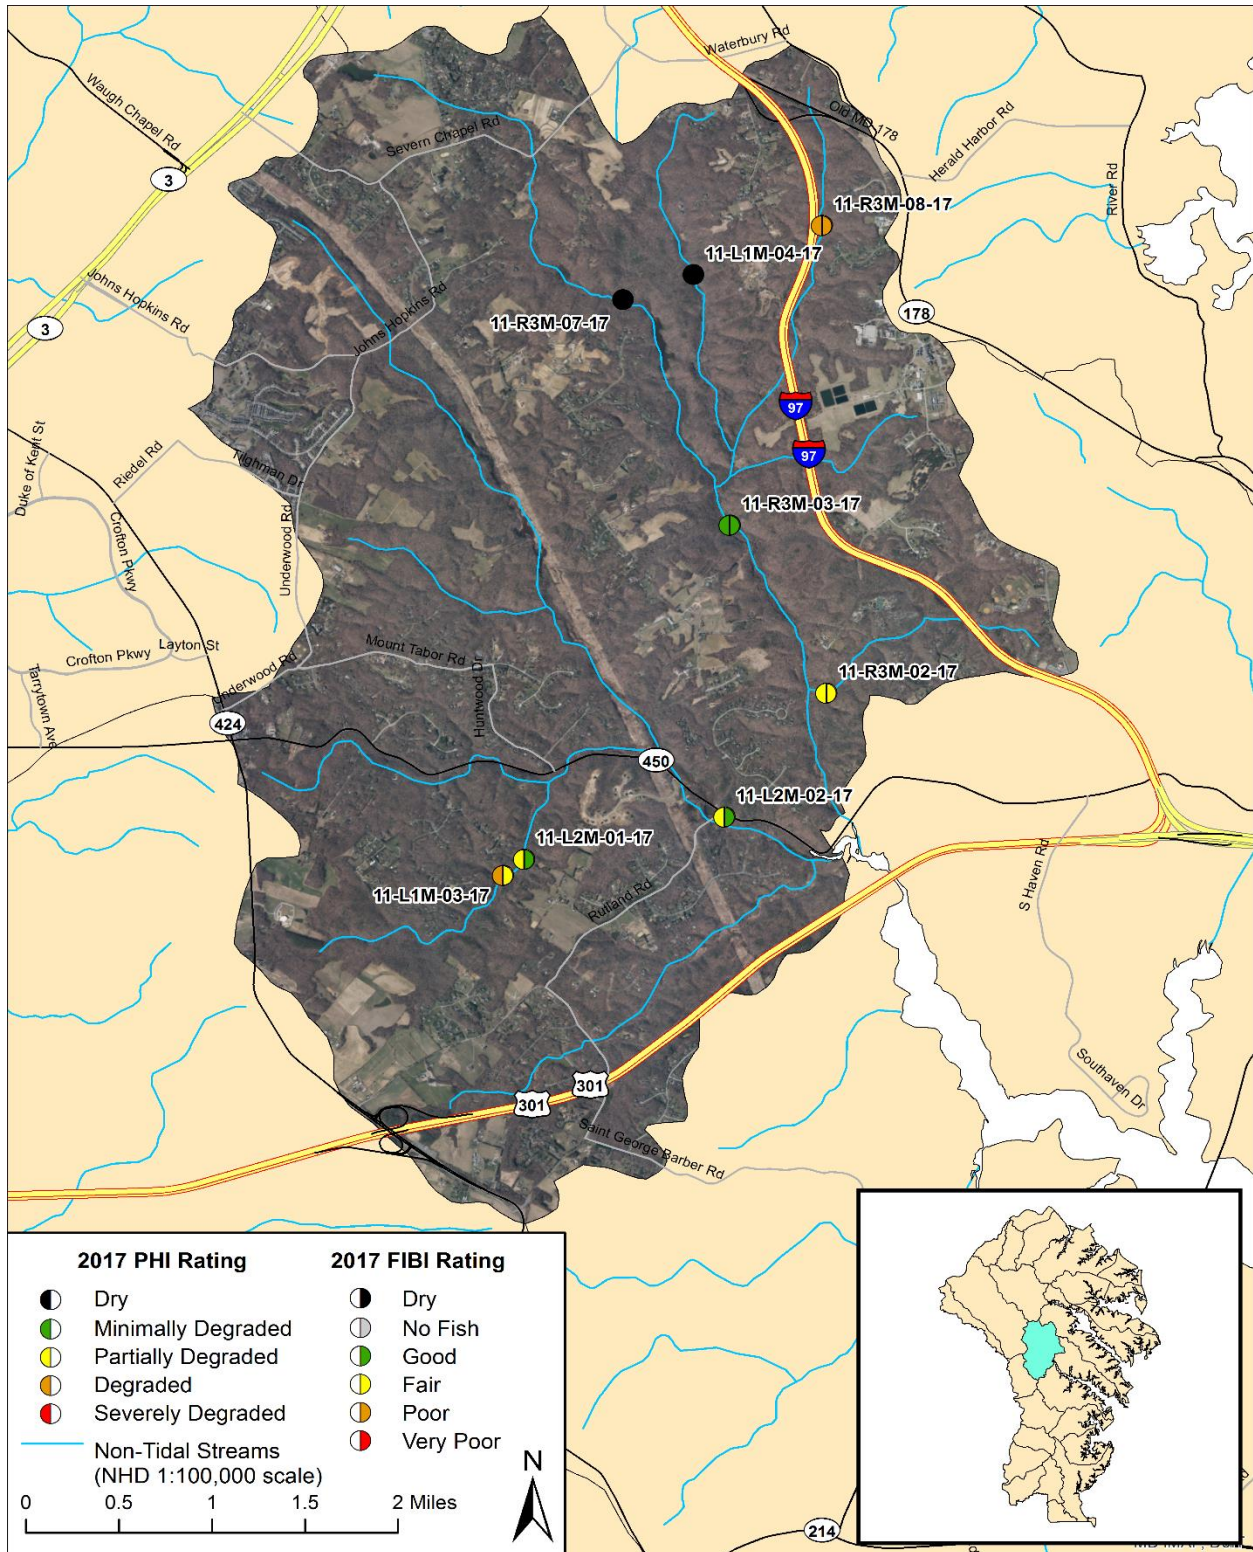 Waterbury Rd
Waugh Chapel Rd
Old MD 178
Severn Chapel Rd
Herald Harbor Rd
River Rd
3
11-R3M-08-17
11-L1M-04-17
Johns Hopkins Rd
Johns Hopkins Rd
3
178
11-R3M-07-17
97
97
Duke of Kent St
Riedel Rd
Tilghman Dr
11-R3M-03-17
Underwood Rd
Crofton Pkwy
Layton St
Crofton Pkwy
Mount Tabor Rd
Tarrytown Ave
Underwood Rd
Huntwood Dr
11-R3M-02-17
424
450
11-L2M-02-17
11-L2M-01-17
11-L1M-03-17
Rutland Rd
S Haven Rd
Southaven Dr
301
301
Saint George Barber Rd
2017 PHI Rating
Dry
Minimally Degraded
Partially Degraded
Degraded
Severely Degraded
Non-Tidal Streams
(NHD 1:100,000 scale)
2017 FIBI Rating
Dry
No Fish
Good
Fair
Poor
Very Poor
N
0 0.5 1 1.5 2 Miles
214